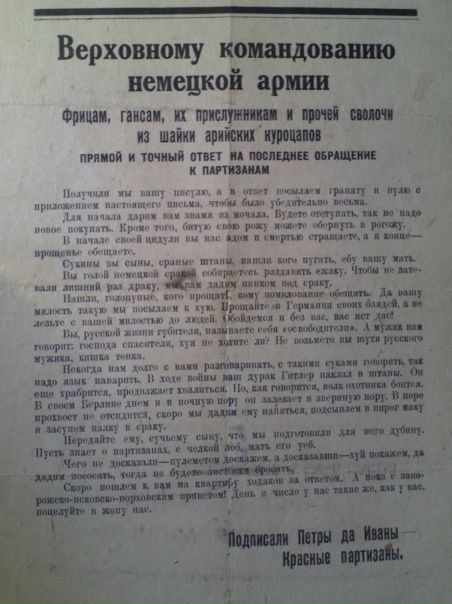 Верховному командованию
немецкой армии
Фрицам, гансам, их прислужникам и прочей сволочи
из шайки арийских куроцапов
ПРЯМОЙ И ТОЧНЫЙ ОТВЕТ НА ПОСЛЕДНЕЕ ОБРАЩЕНИЕ
К ПАРТИЗАНАМ
Получили мы вашу писулю, а в ответ посылаем гранату и пулю с
приложением настоящего письма, чтобы было убедительно весьма.
Для начала дарим вам знамя из мочала. Будете отступать, так не надо
новое покупать. Кроме того, битую свою рожу можете обернуть в рогожу.
В начале своей цидули вы нас адом и смертью стращаете, а в конце—
прощенье обещаете.
Сукины вы сыны, сраные штаны, нашли кого пугать, ебу вашу мать.
Вы голой немецкой сракой собираетесь раздавить ежаку. Чтобы не зате-
вали лишний раз драку, мы вам дадим пинком под сраку.
Нашли, голопупые, кого прощать, кому помилование обещать. Да вашу
милость такую мы посылаем к хую. Прощайте в Германии своих блядей, а не
лезьте с вашей милостью до людей. Обойдемся и без вас, вас ист дас!
Вы, русской жизни губители, называете себя «освободители». А мужик вам
говорит: господа спасители, хуя не хотите ли? Не возьмете вы шутя русского
мужика, кишка тонка.
Некогда нам долго с вами разговаривать, с такими суками говорить, так
надо язык наварить. В ходе войны ваш дурак Гитлер наклал в штаны. Он
еще храбрится, продолжает хвалиться. Но, как говорится, волк охотника боится.
В своем Берлине днем и в ночную пору он залезает в звериную нору. В норе
прохвост не отсидится, скоро мы дадим ему напиться, подсыплем в пирог маку
и засунем палку в сраку.
Передайте ему, сучьему сыну, что мы подготовили для него дубину.
Пусть знает о партизанах, с челкой лоб, мать его уеб.
Чего не досказали—пулеметом доскажем, а досказавши—хуй покажем, да
дадим пососать, тогда не будете листовки бросать.
Скоро пошлем к вам на квартиру ходаков за ответом. А пока с запо-
рожско-псковско-порховским приветом! День и число у нас такие же, как у вас,
поцелуйте в жопу нас.
Подписали Петры да Иваны
Красные партизаны.